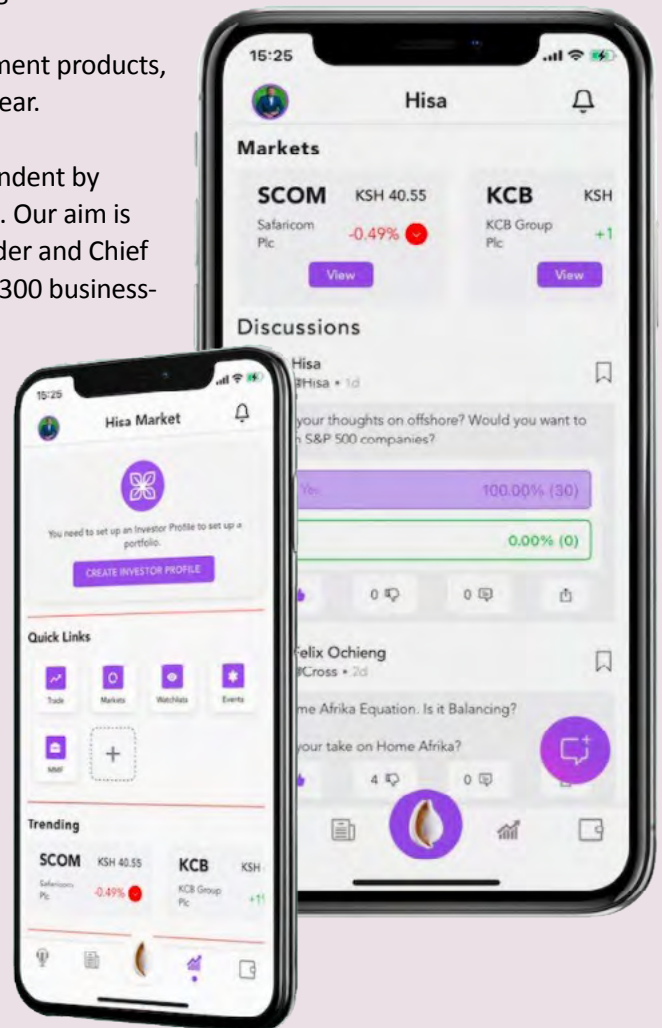 ment products,
ear.
ndent by
. Our aim is
der and Chief
300 business-
15:25
Hisa
Markets
SCOM KSH 40.55
Safaricom
Plc
-0.49%
View
KCB KSH
KCB Group
Plc
+1
View
Discussions
Hisa
@Hisa • 1d
your thoughts on offshore? Would you want to
S&P 500 companies?
Yes 100.00% (30)
0.00% (0)
0 0
Felix Ochieng
@Cross • 2d
me Afrika Equation. Is it Balancing?
your take on Home Afrika?
4 0
15:25
Hisa Market
You need to set up an Investor Profile to set up a
portfolio.
CREATE INVESTOR PROFILE
Quick Links
Trade Markets Watchlists Events
MMF
Trending
SCOM KSH 40.55
Safaricom
Plc
-0.49%
KCB KSH
KCB Group
Plc